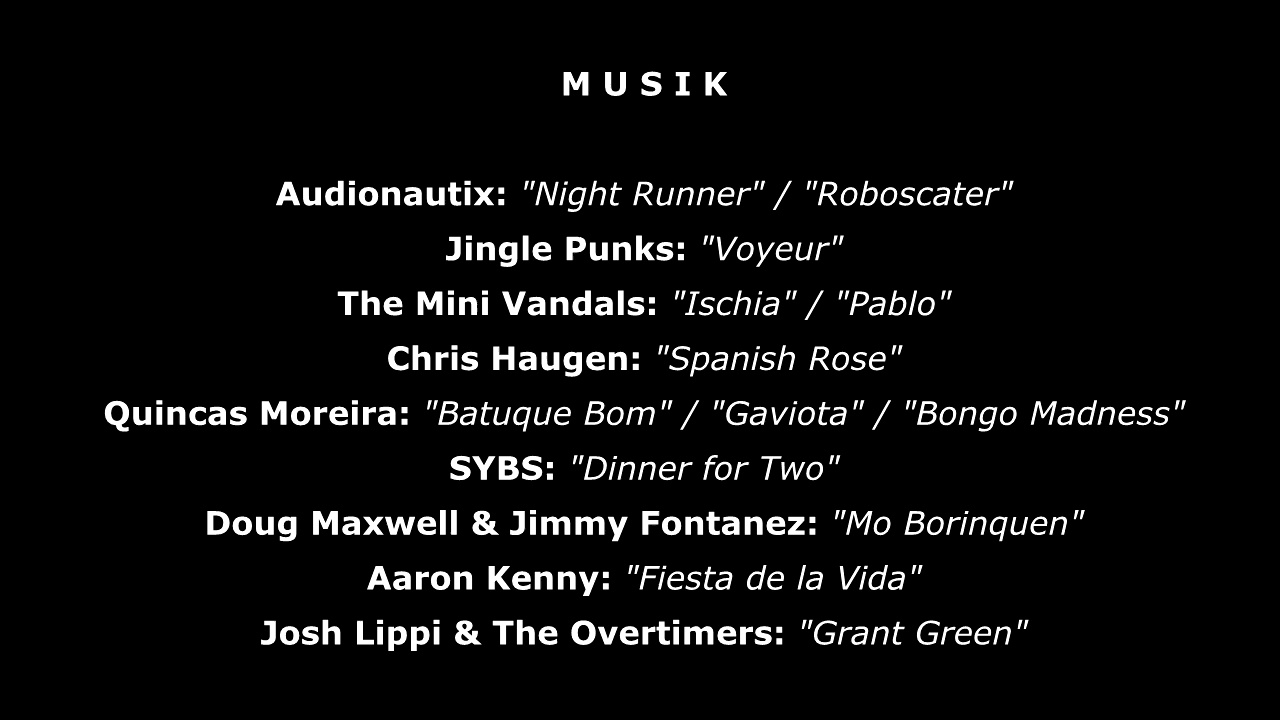 M U S I K
Audionautix: "Night Runner" / "Roboscater"
Jingle Punks: "Voyeur"
The Mini Vandals: "Ischia" / "Pablo"
Chris Haugen: "Spanish Rose"
Quincas Moreira: "Batuque Bom" / "Gaviota" / "Bongo Madness"
SYBS: "Dinner for Two"
Doug Maxwell & Jimmy Fontanez: "Mo Borinquen"
Aaron Kenny: "Fiesta de la Vida"
Josh Lippi & The Overtimers: "Grant Green"